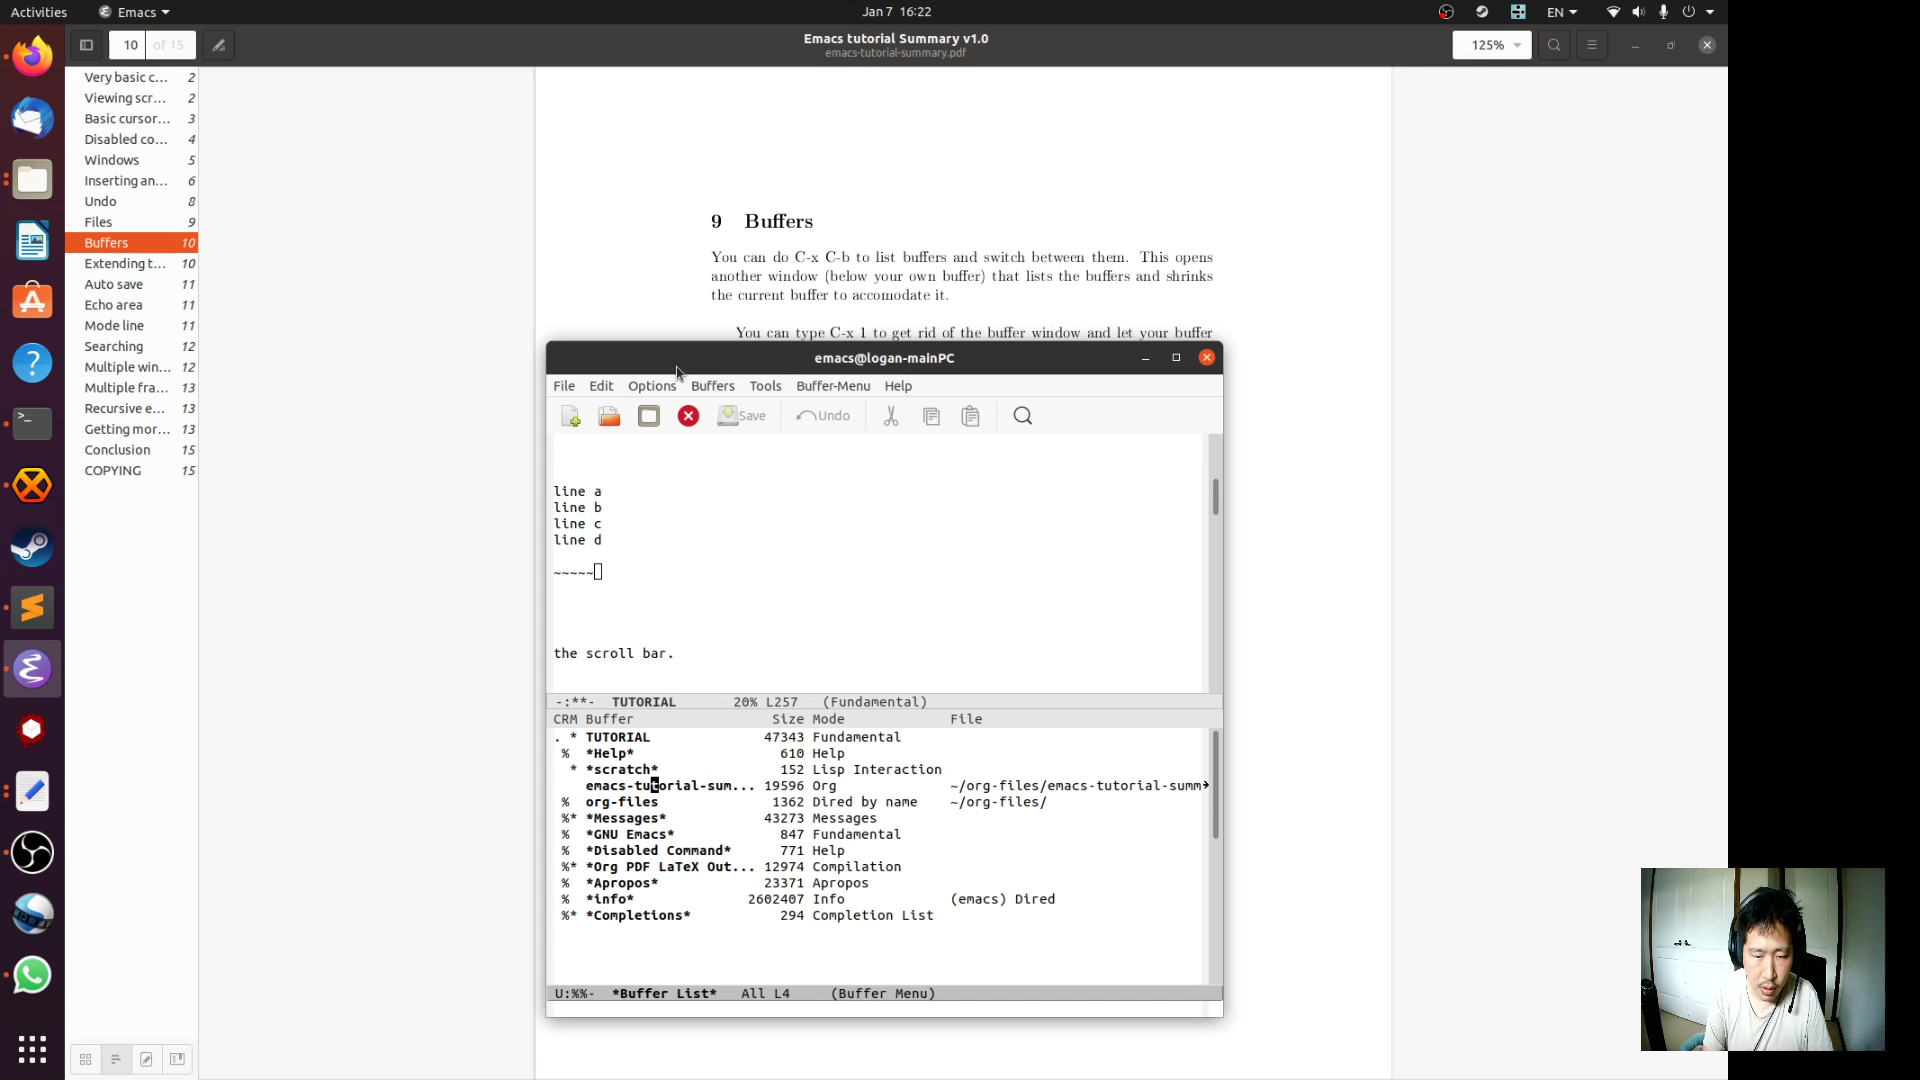 Activities
Emacs
Jan 7 16:22
EN
10 of 15
Emacs tutorial Summary v1.0
emacs-tutorial-summary.pdf
125%
Very basic c... 2
Viewing scr... 2
Basic cursor... 3
Disabled co... 4
Windows 5
Inserting an... 6
Undo 8
Files 9
Buffers 10
Extending t... 10
Auto save 11
Echo area 11
Mode line 11
Searching 12
Multiple win... 12
Multiple fra... 13
Recursive e... 13
Getting mor... 13
Conclusion 15
COPYING 15
9 Buffers
You can do C-x C-b to list buffers and switch between them. This opens
another window (below your own buffer) that lists the buffers and shrinks
the current buffer to accomodate it.
You can type C-x 1 to get rid of the buffer window and let your buffer
emacs@logan-mainPC
File Edit Options Buffers Tools Buffer-Menu Help
Save Undo
line a
line b
line c
line d
~~~~~
the scroll bar.
-:**- TUTORIAL 20% L257 (Fundamental)
CRM Buffer Size Mode File
. * TUTORIAL 47343 Fundamental
% *Help* 610 Help
* *scratch* 152 Lisp Interaction
emacs-tutorial-sum... 19596 Org ~/org-files/emacs-tutorial-summ
% org-files 1362 Dired by name ~/org-files/
%* *Messages* 43273 Messages
% *GNU Emacs* 847 Fundamental
% *Disabled Command* 771 Help
%* *Org PDF LaTeX Out... 12974 Compilation
% *Apropos* 23371 Apropos
% *info* 2602407 Info (emacs) Dired
%* *Completions* 294 Completion List
U:%%- *Buffer List* All L4 (Buffer Menu)